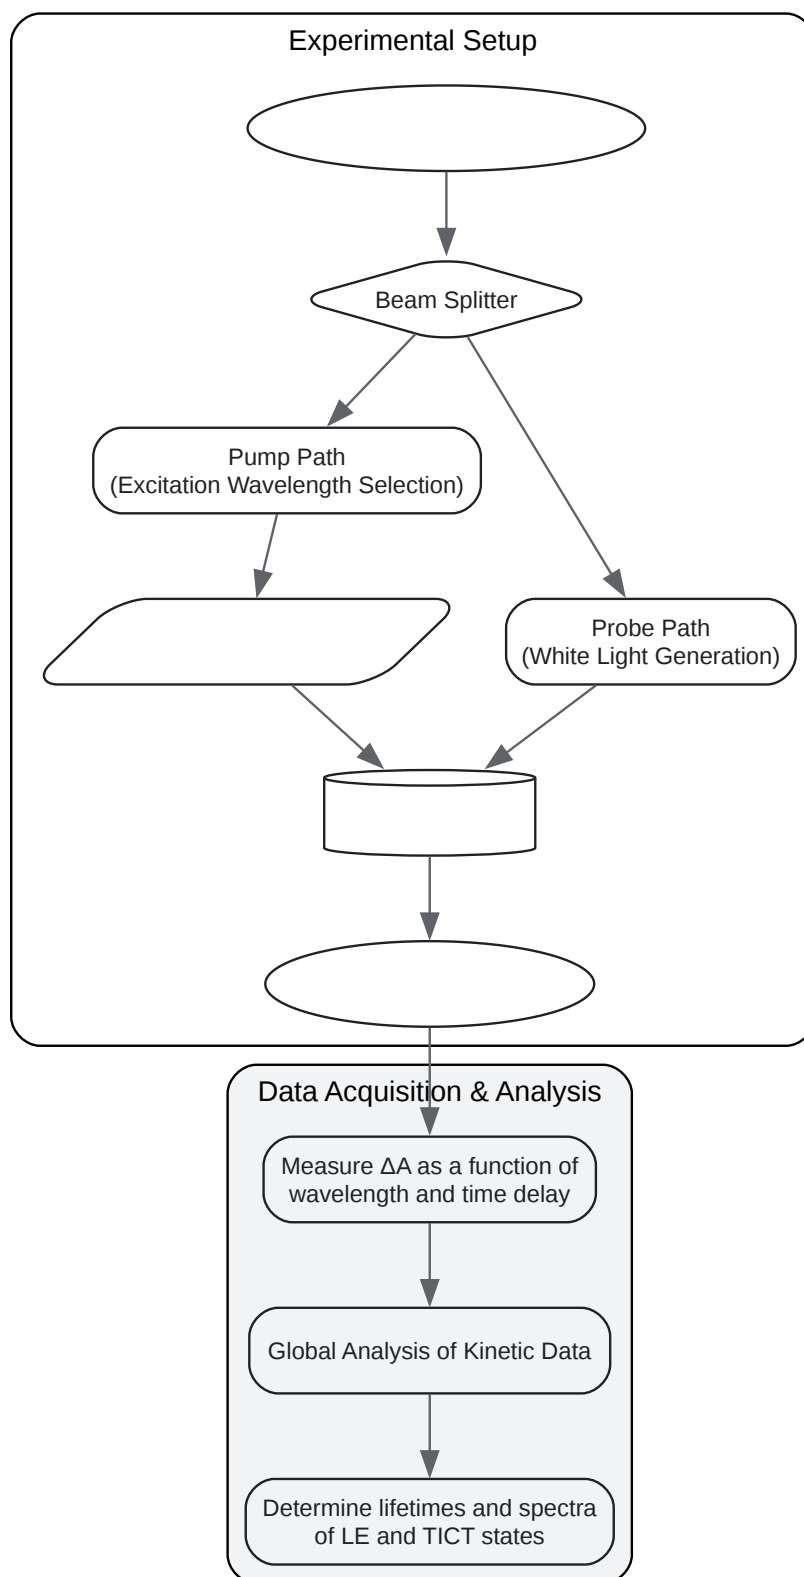 Experimental Setup
Beam Splitter
Pump Path
(Excitation Wavelength Selection)
Probe Path
(White Light Generation)
Data Acquisition & Analysis
Measure ΔA as a function of
wavelength and time delay
Global Analysis of Kinetic Data
Determine lifetimes and spectra
of LE and TICT states